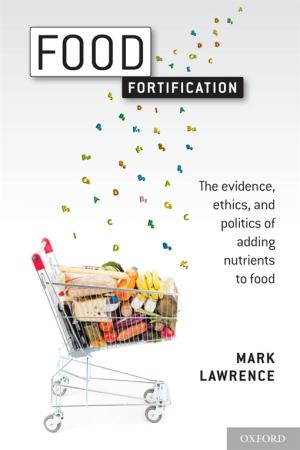 FOOD
FORTIFICATION
The evidence,
ethics, and
politics of
adding
nutrients
to food
MARK
LAWRENCE
OXFORD